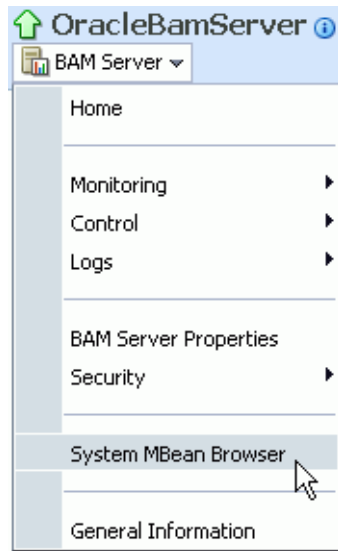 OracleBamServer
BAM Server
Home
Monitoring
Control
Logs
BAM Server Properties
Security
System MBean Browser
General Information